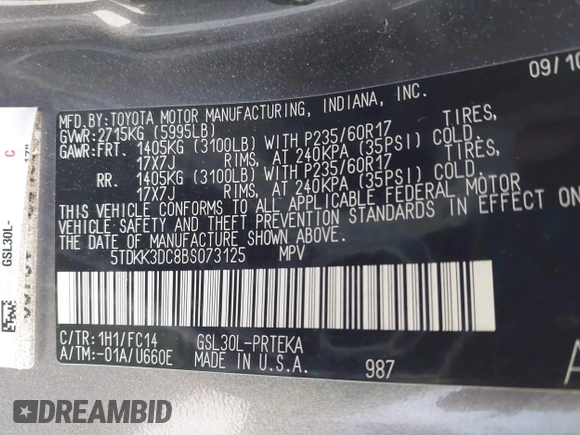 09/10
MFD.BY:TOYOTA MOTOR MANUFACTURING, INDIANA, INC.
GVWR:2715KG (5995LB)
GAWR:FRT. 1405KG (3100LB) WITH P235/60R17 TIRES,
17X7J RIMS, AT 240KPA (35PSI) COLD.
RR. 1405KG (3100LB) WITH P235/60R17 TIRES,
17X7J RIMS, AT 240KPA (35PSI) COLD.
THIS VEHICLE CONFORMS TO ALL APPLICABLE FEDERAL MOTOR
VEHICLE SAFETY AND THEFT PREVENTION STANDARDS IN EFFECT ON
THE DATE OF MANUFACTURE SHOWN ABOVE.
5TDKK3DC8BS073125 MPV
C/TR:1H1/FC14 GSL30L-PRTEKA
A/TM:-01A/U660E MADE IN U.S.A. 987
A
C
17"
GSL30L-
DREAMBID